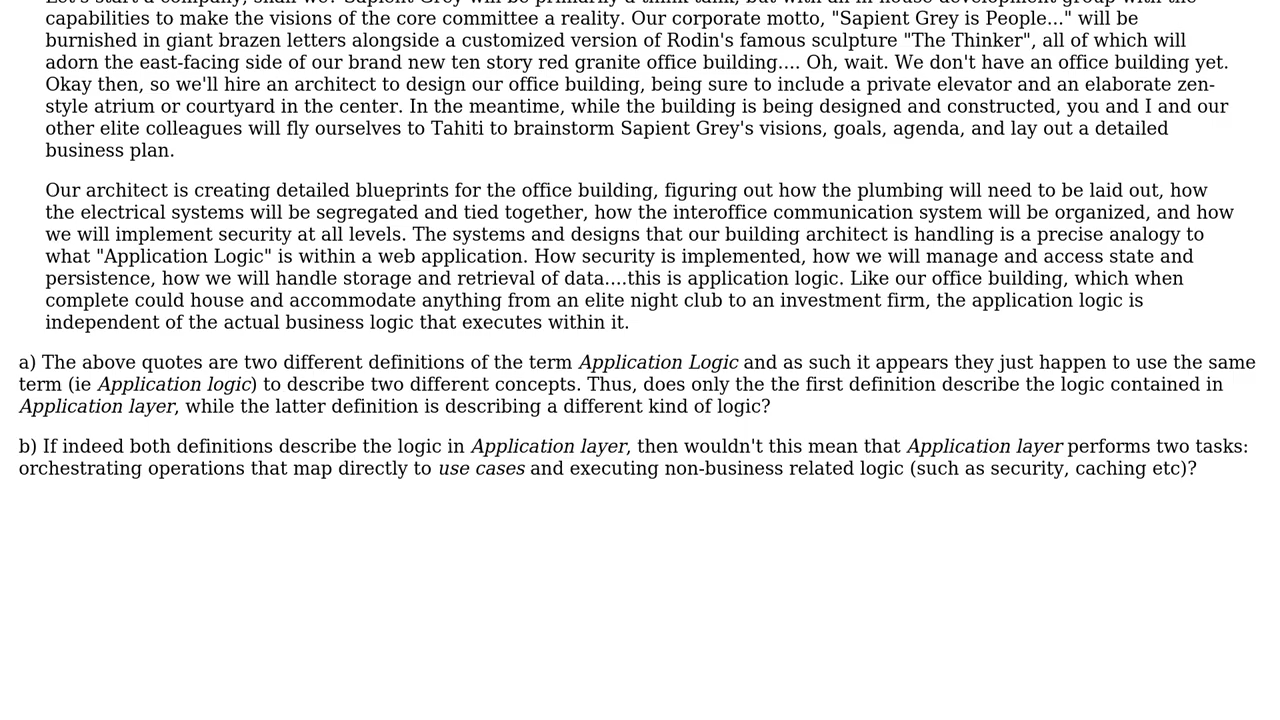 capabilities to make the visions of the core committee a reality. Our corporate motto, "Sapient Grey is People..." will be
burnished in giant brazen letters alongside a customized version of Rodin's famous sculpture "The Thinker", all of which will
adorn the east-facing side of our brand new ten story red granite office building.... Oh, wait. We don't have an office building yet.
Okay then, so we'll hire an architect to design our office building, being sure to include a private elevator and an elaborate zen-
style atrium or courtyard in the center. In the meantime, while the building is being designed and constructed, you and I and our
other elite colleagues will fly ourselves to Tahiti to brainstorm Sapient Grey's visions, goals, agenda, and lay out a detailed
business plan.
Our architect is creating detailed blueprints for the office building, figuring out how the plumbing will need to be laid out, how
the electrical systems will be segregated and tied together, how the interoffice communication system will be organized, and how
we will implement security at all levels. The systems and designs that our building architect is handling is a precise analogy to
what "Application Logic" is within a web application. How security is implemented, how we will manage and access state and
persistence, how we will handle storage and retrieval of data....this is application logic. Like our office building, which when
complete could house and accommodate anything from an elite night club to an investment firm, the application logic is
independent of the actual business logic that executes within it.
a) The above quotes are two different definitions of the term Application Logic and as such it appears they just happen to use the same
term (ie Application logic) to describe two different concepts. Thus, does only the the first definition describe the logic contained in
Application layer, while the latter definition is describing a different kind of logic?
b) If indeed both definitions describe the logic in Application layer, then wouldn't this mean that Application layer performs two tasks:
orchestrating operations that map directly to use cases and executing non-business related logic (such as security, caching etc)?